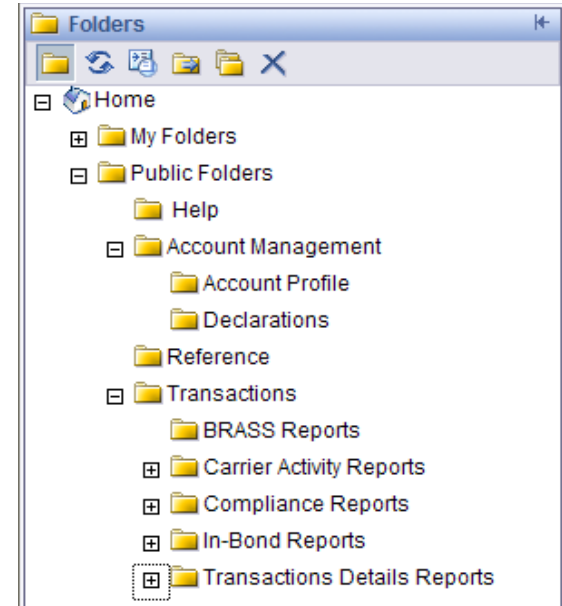 Folders
Home
My Folders
Public Folders
Help
Account Management
Account Profile
Declarations
Reference
Transactions
BRASS Reports
Carrier Activity Reports
Compliance Reports
In-Bond Reports
Transactions Details Reports